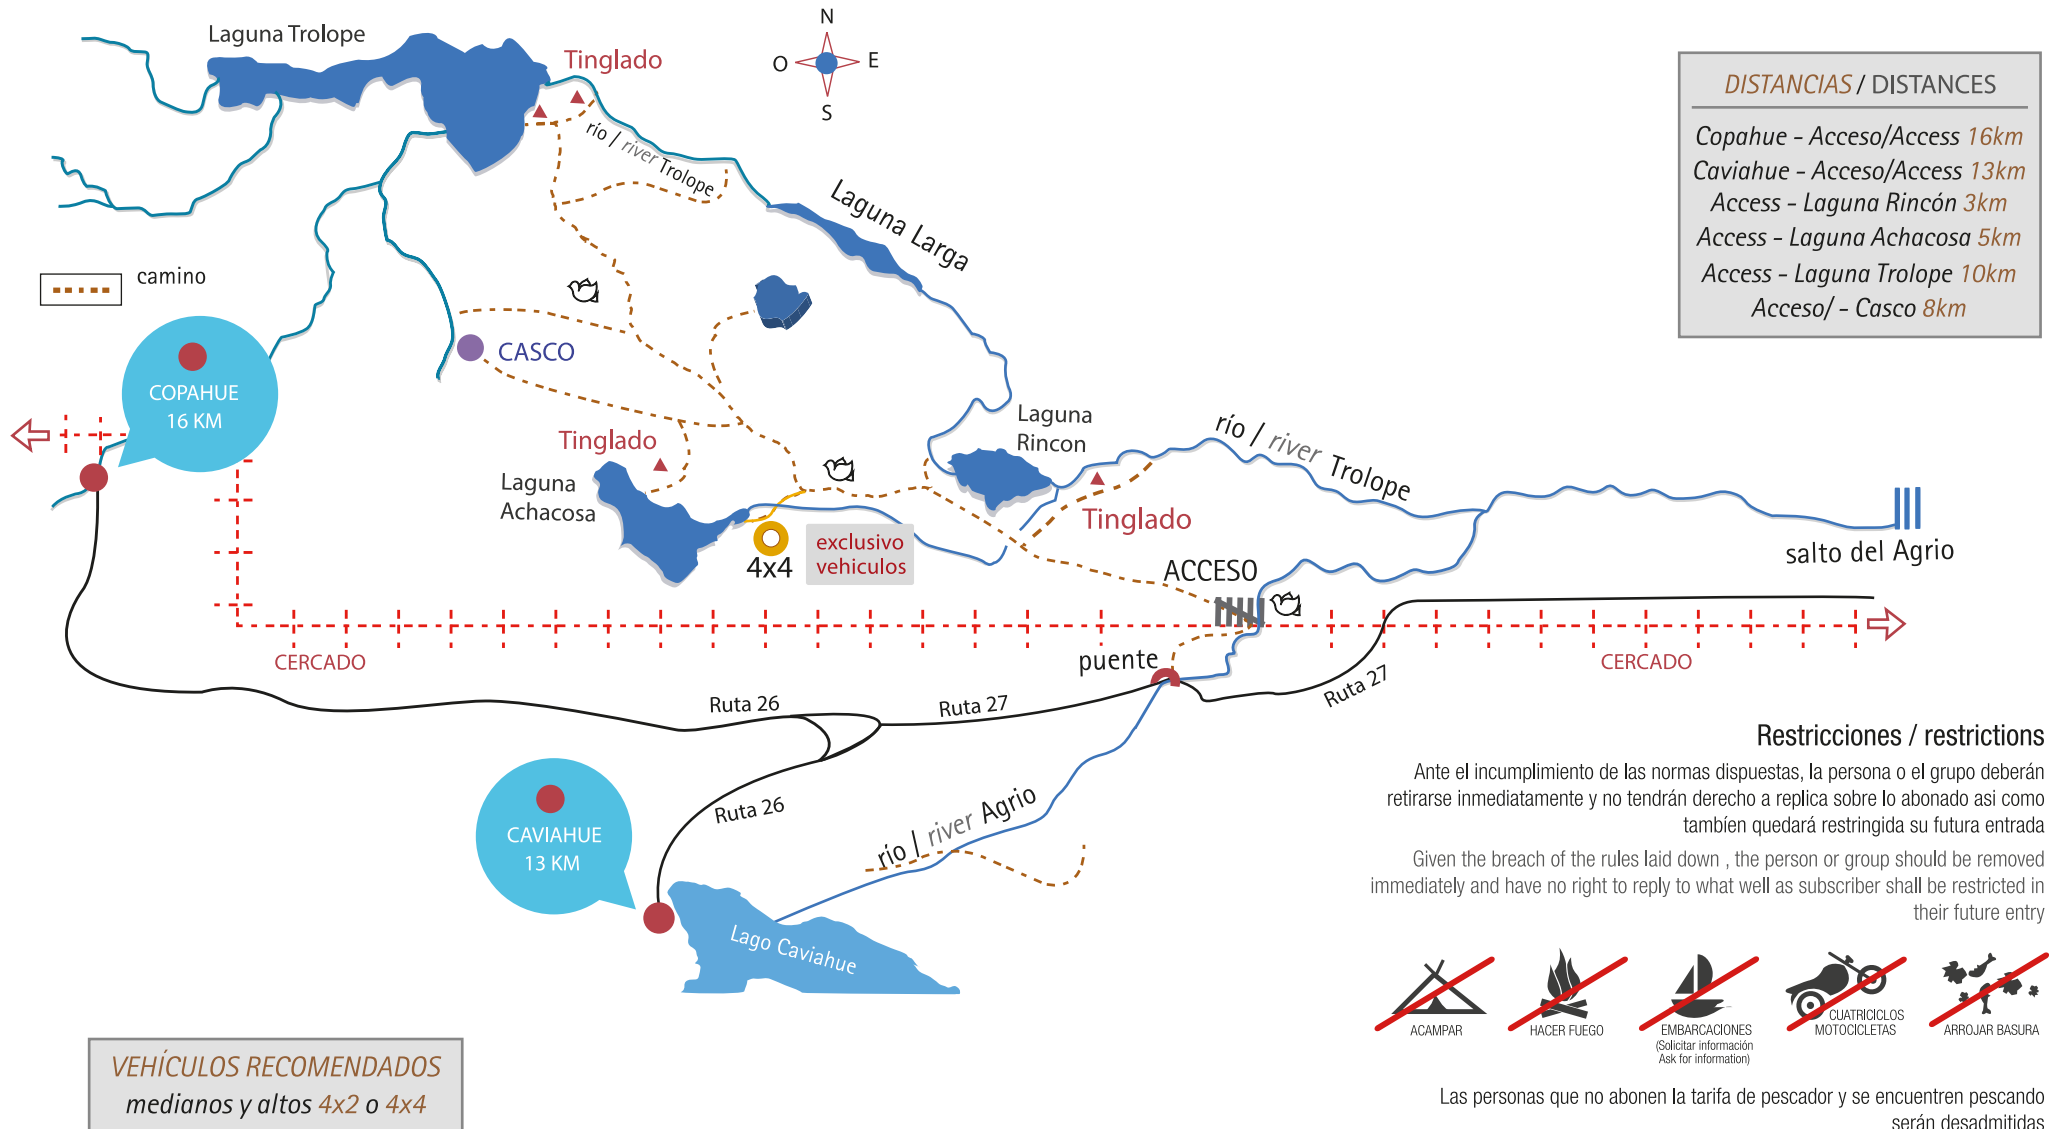 Laguna Trolope
Tinglado
N
O
E
S
río / river Trolope
Laguna Larga
camino
COPAHUE
16 KM
CASCO
Tinglado
Laguna
Achacosa
4x4
exclusivo
vehiculos
Laguna
Rincon
río / river Trolope
Tinglado
ACCESO
salto del Agrio
CERCADO
CERCADO
puente
Ruta 26
Ruta 27
Ruta 27
Ruta 26
CAVIAHUE
13 KM
río / river Agrio
Lago Caviahue
DISTANCIAS / DISTANCES
Copahue - Acceso/Access 16km
Caviahue - Acceso/Access 13km
Access - Laguna Rincón 3km
Access - Laguna Achacosa 5km
Access - Laguna Trolope 10km
Acceso/ - Casco 8km
Restricciones / restrictions
Ante el incumplimiento de las normas dispuestas, la persona o el grupo deberán
retirarse inmediatamente y no tendrán derecho a replica sobre lo abonado asi como
tambíen quedará restringida su futura entrada
Given the breach of the rules laid down , the person or group should be removed
immediately and have no right to reply to what well as subscriber shall be restricted in
their future entry
ACAMPAR
HACER FUEGO
EMBARCACIONES
(Solicitar información
Ask for information)
CUATRICICLOS
MOTOCICLETAS
ARROJAR BASURA
Las personas que no abonen la tarifa de pescador y se encuentren pescando
serán desadmitidas
VEHÍCULOS RECOMENDADOS
medianos y altos 4x2 o 4x4